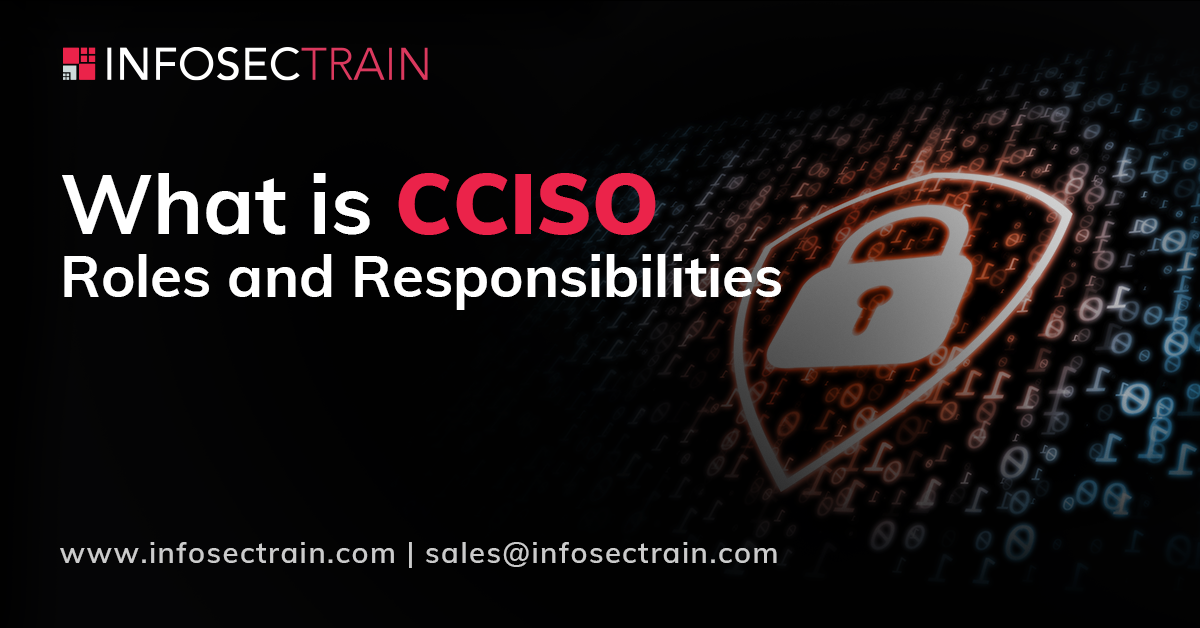 INFOSECTRAIN
What is CCISO
Roles and Responsibilities
www.infosectrain.com | sales@infosectrain.com